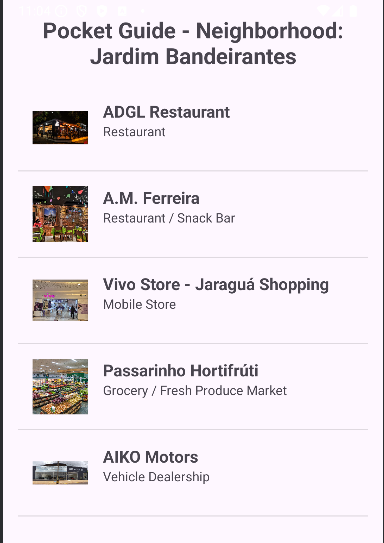 Pocket Guide - Neighborhood:
Jardim Bandeirantes
ADGL Restaurant
Restaurant
A.M. Ferreira
Restaurant / Snack Bar
Vivo Store - Jaraguá Shopping
Mobile Store
Passarinho Hortifrúti
Grocery / Fresh Produce Market
AIKO Motors
Vehicle Dealership